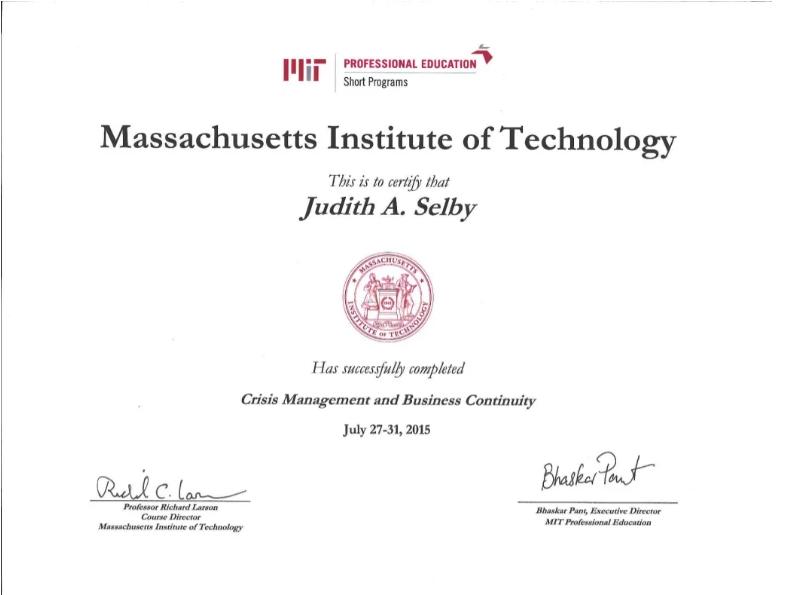 MIT PROFESSIONAL EDUCATION
Short Programs
Massachusetts Institute of Technology
This is to certify that
Judith A. Selby
MASSACHUSETTS
INSTITUTE OF TECHNOLOGY
Has successfully completed
Crisis Management and Business Continuity
July 27-31, 2015
Richard C. Larson
Professor Richard Larson
Course Director
Massachusetts Institute of Technology
Bhaskar Pant
Bhaskar Pant, Executive Director
MIT Professional Education